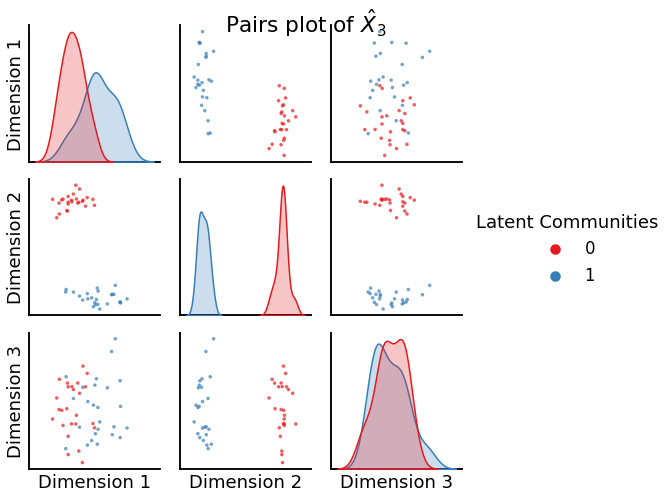 Pairs plot of X̂₃
Dimension 1
Dimension 2
Dimension 3
Latent Communities
0
1
Dimension 1
Dimension 2
Dimension 3